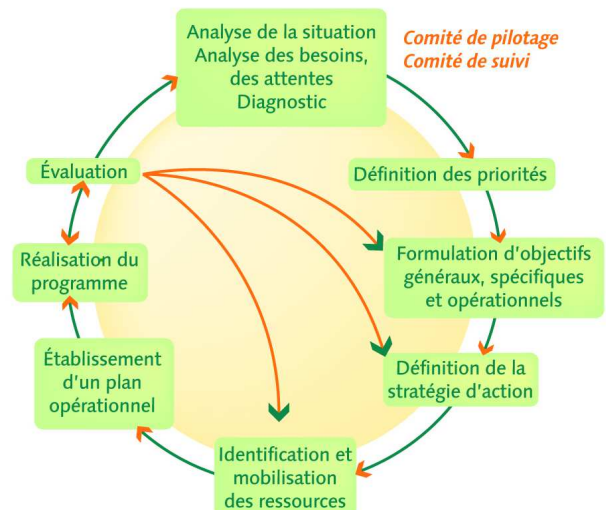 Analyse de la situation
Analyse des besoins,
des attentes
Diagnostic
Comité de pilotage
Comité de suivi
Évaluation
Définition des priorités
Réalisation du
programme
Formulation d'objectifs
généraux, spécifiques
et opérationnels
Établissement
d'un plan
opérationnel
Définition de la
stratégie d'action
Identification et
mobilisation
des ressources